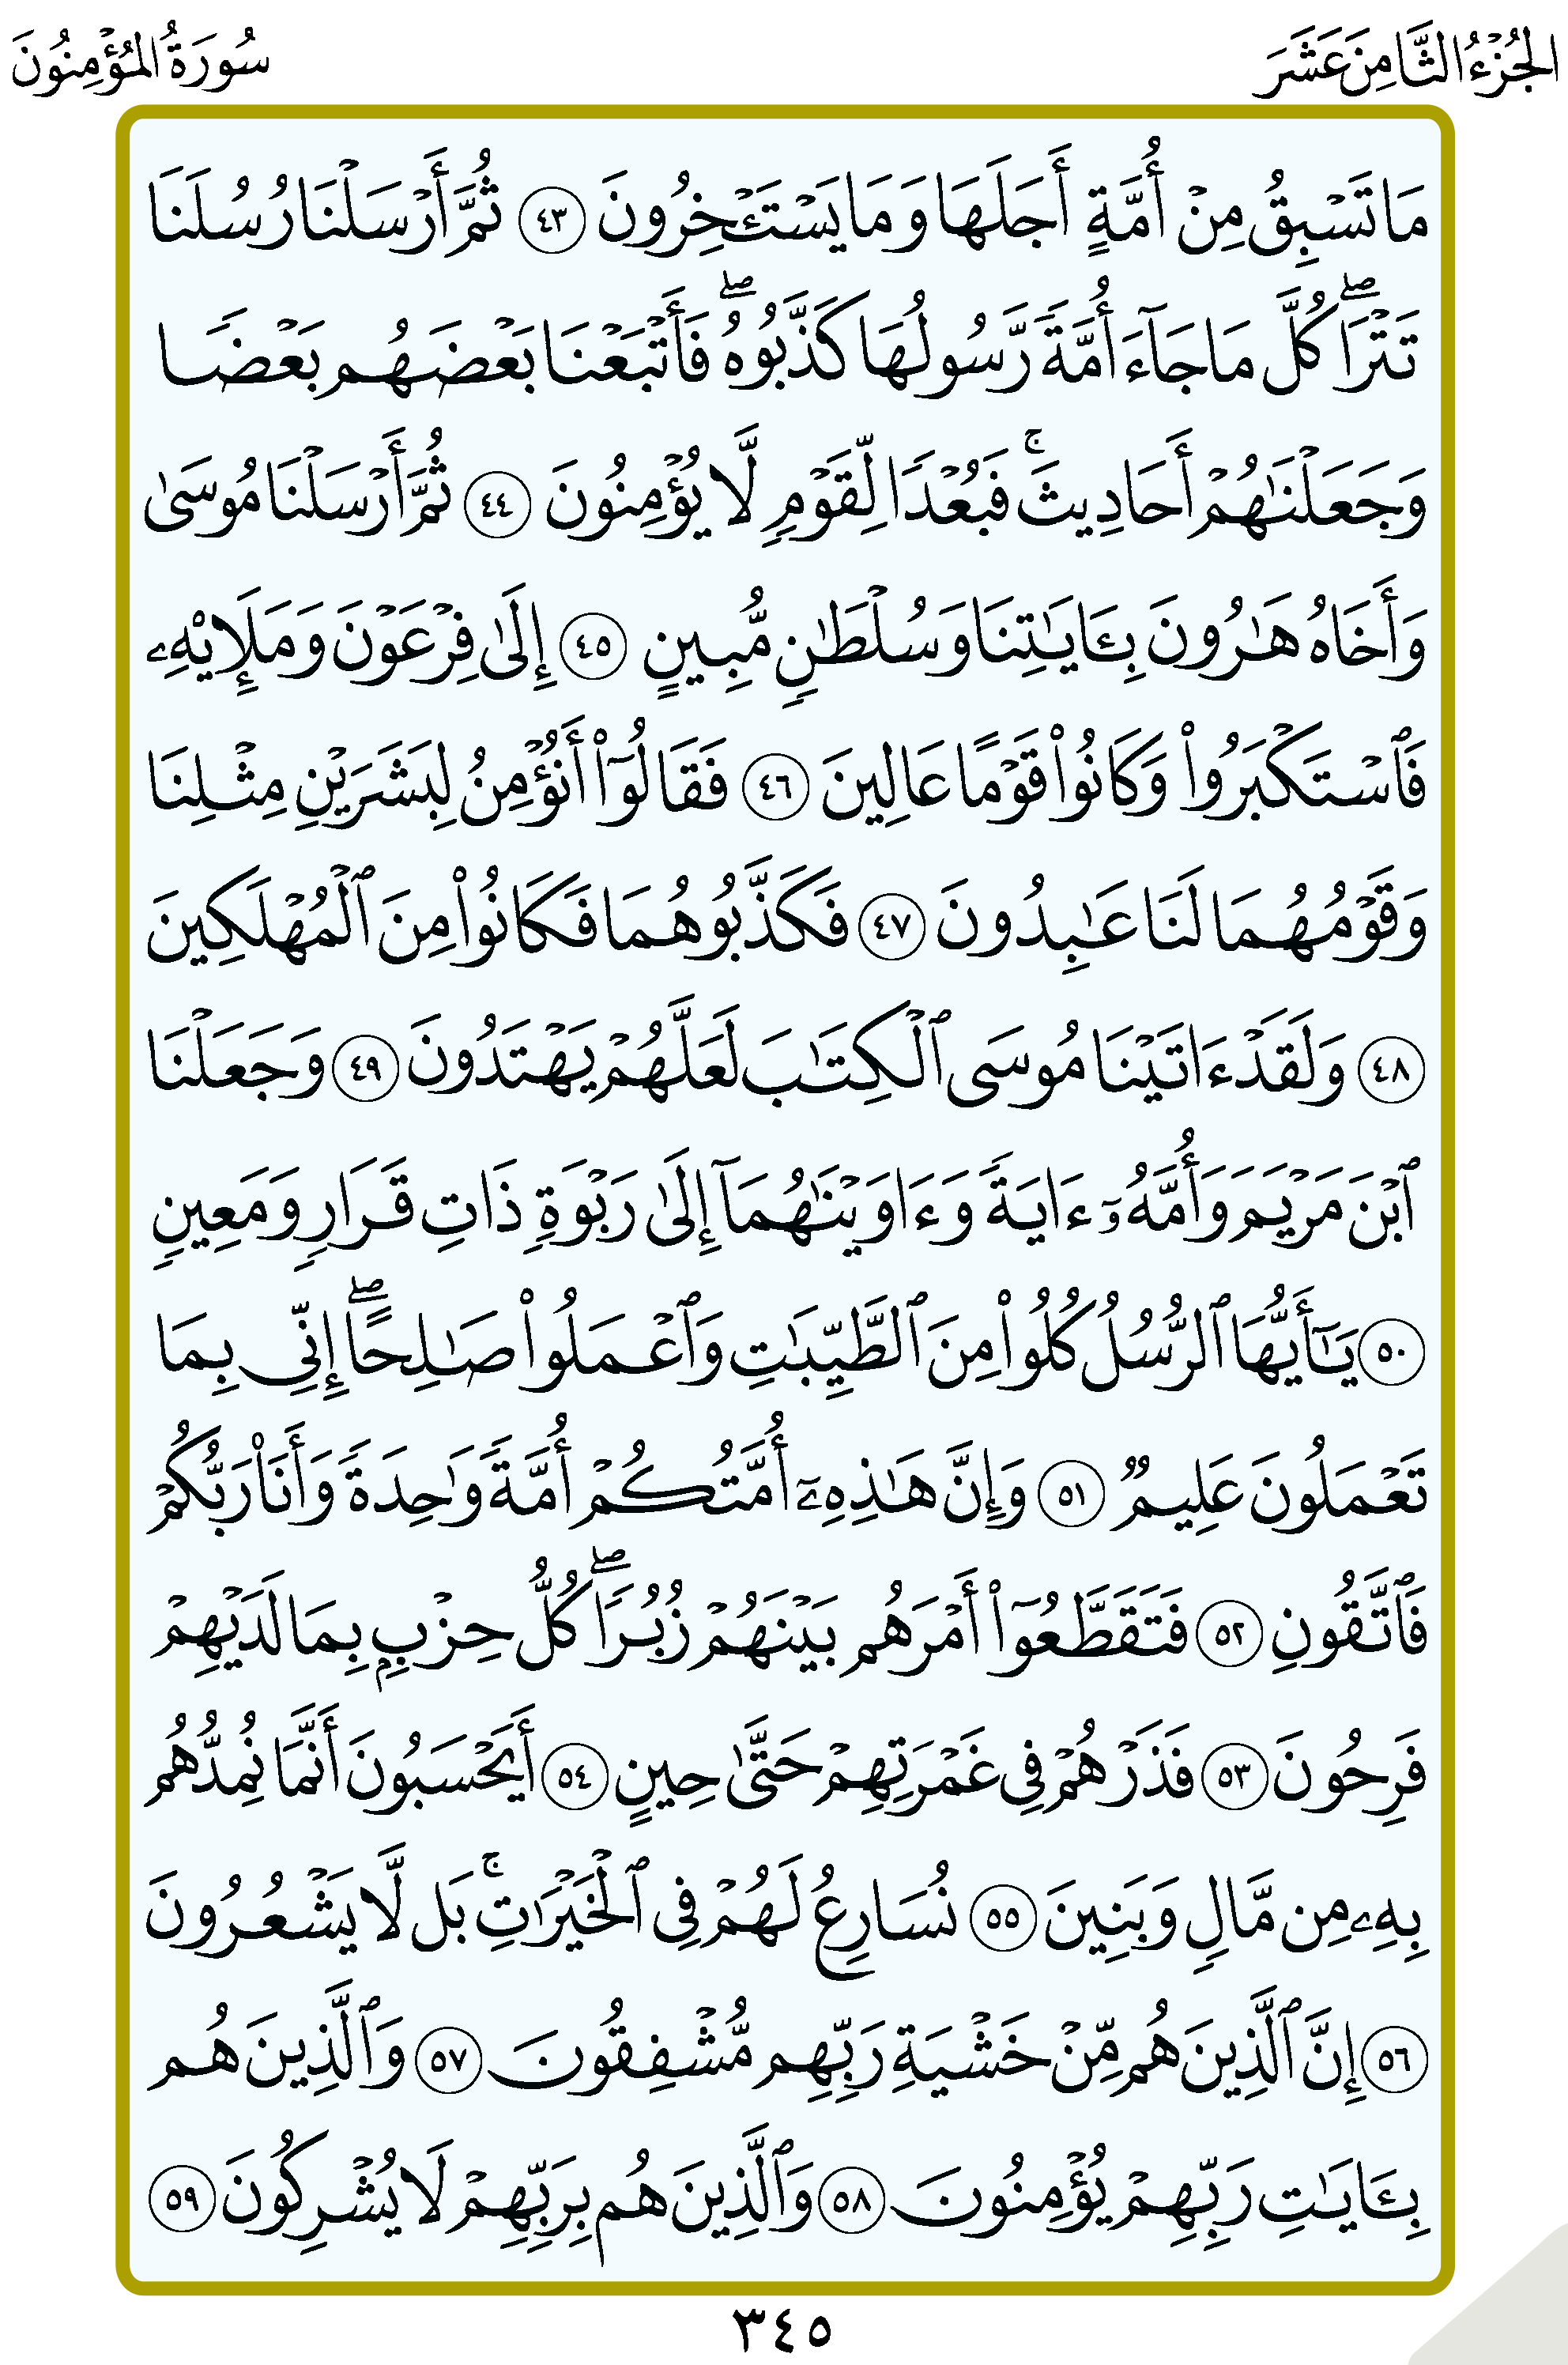 الجُزْءُ الثَّامِنَ عَشَرَ
سُورَةُ المُؤْمِنُونَ
مَا تَسْبِقُ مِنْ أُمَّةٍ أَجَلَهَا وَمَا يَسْتَـْٔخِرُونَ ٤٣ ثُمَّ أَرْسَلْنَا رُسُلَنَا
تَتْرَا ۖ كُلَّ مَا جَآءَ أُمَّةً رَّسُولُهَا كَذَّبُوهُ ۖ فَأَتْبَعْنَا بَعْضَهُم بَعْضًا
وَجَعَلْنَٰهُمْ أَحَادِيثَ ۚ فَبُعْدًا لِّقَوْمٍ لَّا يُؤْمِنُونَ ٤٤ ثُمَّ أَرْسَلْنَا مُوسَىٰ
وَأَخَاهُ هَٰرُونَ بِـَٔايَٰتِنَا وَسُلْطَٰنٍ مُّبِينٍ ٤٥ إِلَىٰ فِرْعَوْنَ وَمَلَإِي۟هِۦ
فَٱسْتَكْبَرُوا۟ وَكَانُوا۟ قَوْمًا عَالِينَ ٤٦ فَقَالُوٓا۟ أَنُؤْمِنُ لِبَشَرَيْنِ مِثْلِنَا
وَقَوْمُهُمَا لَنَا عَٰبِدُونَ ٤٧ فَكَذَّبُوهُمَا فَكَانُوا۟ مِنَ ٱلْمُهْلَكِينَ
٤٨ وَلَقَدْ ءَاتَيْنَا مُوسَى ٱلْكِتَٰبَ لَعَلَّهُمْ يَهْتَدُونَ ٤٩ وَجَعَلْنَا
ٱبْنَ مَرْيَمَ وَأُمَّهُۥٓ ءَايَةً وَءَاوَيْنَٰهُمَآ إِلَىٰ رَبْوَةٍ ذَاتِ قَرَارٍ وَمَعِينٍ
٥٠ يَٰٓأَيُّهَا ٱلرُّسُلُ كُلُوا۟ مِنَ ٱلطَّيِّبَٰتِ وَٱعْمَلُوا۟ صَٰلِحًا ۖ إِنِّى بِمَا
تَعْمَلُونَ عَلِيمٌ ٥١ وَإِنَّ هَٰذِهِۦٓ أُمَّتُكُمْ أُمَّةً وَٰحِدَةً وَأَنَا۠ رَبُّكُمْ
فَٱتَّقُونِ ٥٢ فَتَقَطَّعُوٓا۟ أَمْرَهُم بَيْنَهُمْ زُبُرًا ۖ كُلُّ حِزْبٍۭ بِمَا لَدَيْهِمْ
فَرِحُونَ ٥٣ فَذَرْهُمْ فِى غَمْرَتِهِمْ حَتَّىٰ حِينٍ ٥٤ أَيَحْسَبُونَ أَنَّمَا نُمِدُّهُم
بِهِۦ مِن مَّالٍ وَبَنِينَ ٥٥ نُسَارِعُ لَهُمْ فِى ٱلْخَيْرَٰتِ ۚ بَل لَّا يَشْعُرُونَ
٥٦ إِنَّ ٱلَّذِينَ هُم مِّنْ خَشْيَةِ رَبِّهِم مُّشْفِقُونَ ٥٧ وَٱلَّذِينَ هُم
بِـَٔايَٰتِ رَبِّهِمْ يُؤْمِنُونَ ٥٨ وَٱلَّذِينَ هُم بِرَبِّهِمْ لَا يُشْرِكُونَ ٥٩
٣٤٥